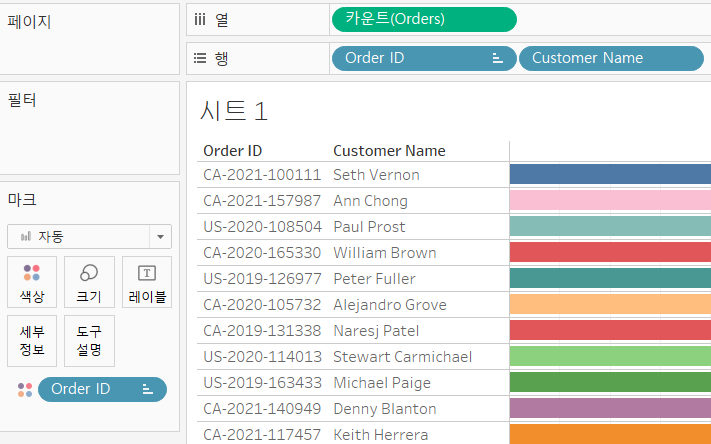 페이지
열
카운트(Orders)
행
Order ID
Customer Name
필터
시트 1
Order ID Customer Name
CA-2021-100111 Seth Vernon
CA-2021-157987 Ann Chong
US-2020-108504 Paul Prost
CA-2020-165330 William Brown
US-2019-126977 Peter Fuller
CA-2020-105732 Alejandro Grove
CA-2019-131338 Naresj Patel
US-2020-114013 Stewart Carmichael
US-2019-163433 Michael Paige
CA-2021-140949 Denny Blanton
CA-2021-117457 Keith Herrera
마크
자동
색상
크기
T
레이블
세부
정보
도구
설명
Order ID